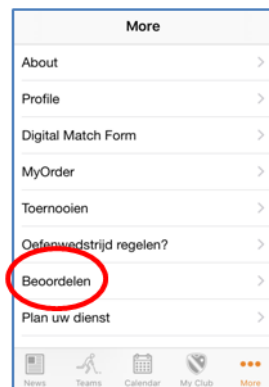 More
About
Profile
Digital Match Form
MyOrder
Toernooien
Oefenwedstrijd regelen?
Beoordelen
Plan uw dienst
News Teams Calendar My Club More